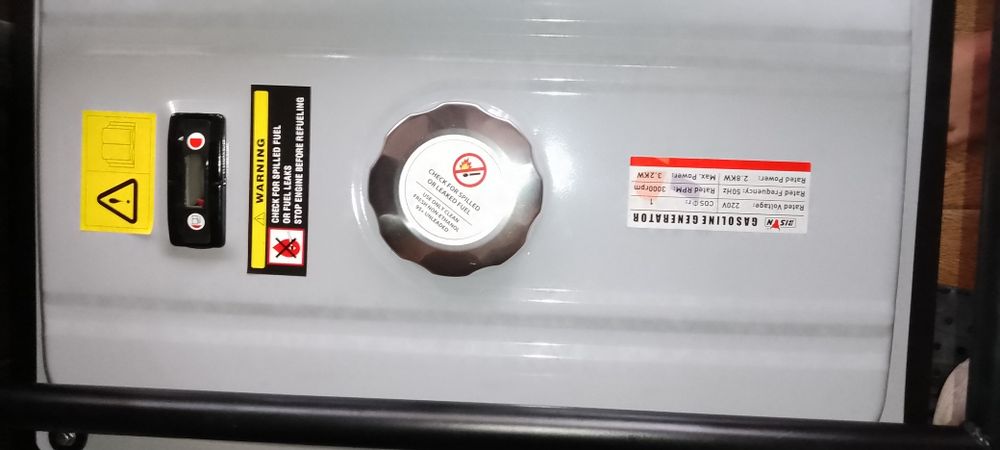 WARNING
CHECK FOR SPILLED FUEL
OR FUEL LEAKS
STOP ENGINE BEFORE REFUELING
CHECK FOR SPILLED
OR LEAKED FUEL
USE ONLY CLEAN
FRESH NON-ETHANOL
95+ UNLEADED
GASOLINE GENERATOR
Rated Voltage: 220V COSΦr: 1
Rated Frequency: 50Hz Rated RPM: 3000rpm
Rated Power: 2.8KW Max. Power: 3.2KW